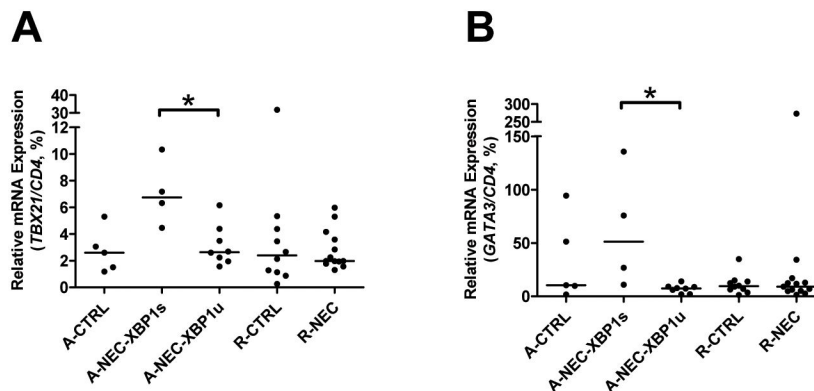 A
Relative mRNA Expression
(TBX21/CD4, %)
40
30
12
10
8
6
4
2
0
*
A-CTRL
A-NEC-XBP1s
A-NEC-XBP1u
R-CTRL
R-NEC
B
Relative mRNA Expression
(GATA3/CD4, %)
300
250
150
100
50
0
*
A-CTRL
A-NEC-XBP1s
A-NEC-XBP1u
R-CTRL
R-NEC